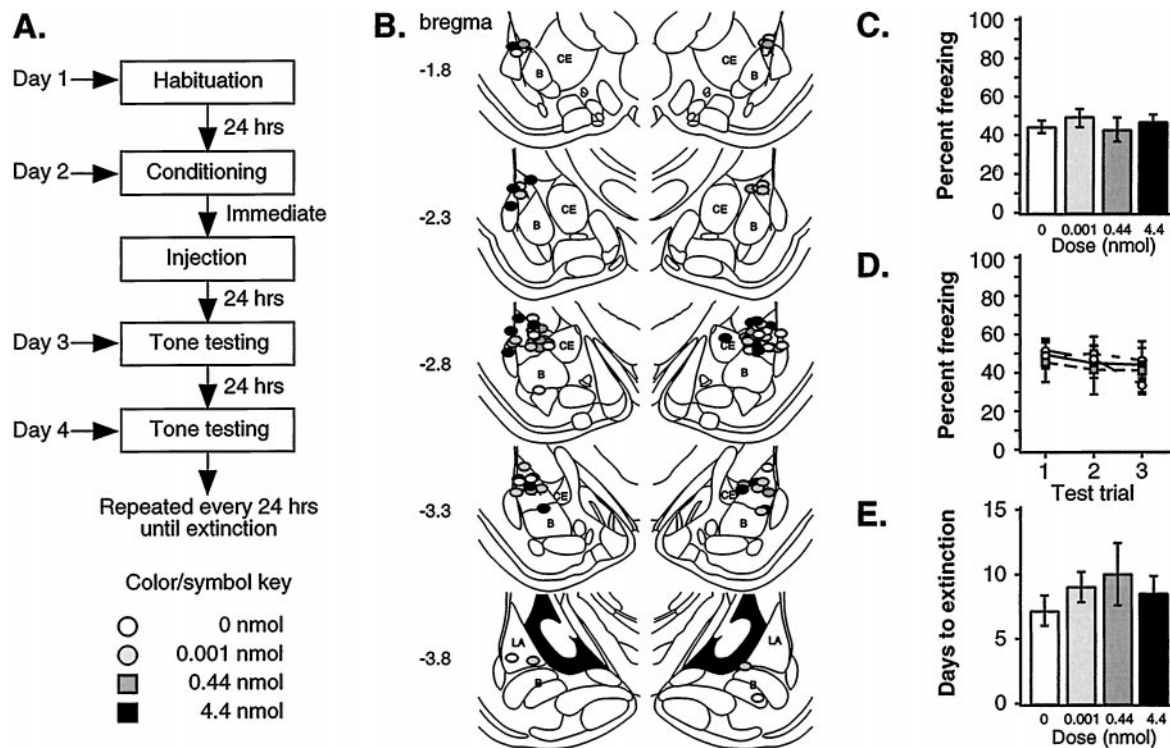 A.
Day 1
Habituation
24 hrs
Day 2
Conditioning
Immediate
Injection
24 hrs
Day 3
Tone testing
24 hrs
Day 4
Tone testing
Repeated every 24 hrs
until extinction
Color/symbol key
0 nmol
0.001 nmol
0.44 nmol
4.4 nmol
B.
bregma
-1.8
CE
B
CE
B
-2.3
CE
B
CE
B
-2.8
CE
B
CE
B
-3.3
CE
B
CE
B
-3.8
LA
B
LA
B
C.
Percent freezing
100
80
60
40
20
0
0 0.001 0.44 4.4
Dose (nmol)
D.
Percent freezing
100
80
60
40
20
0
1 2 3
Test trial
E.
Days to extinction
15
10
5
0
0 0.001 0.44 4.4
Dose (nmol)